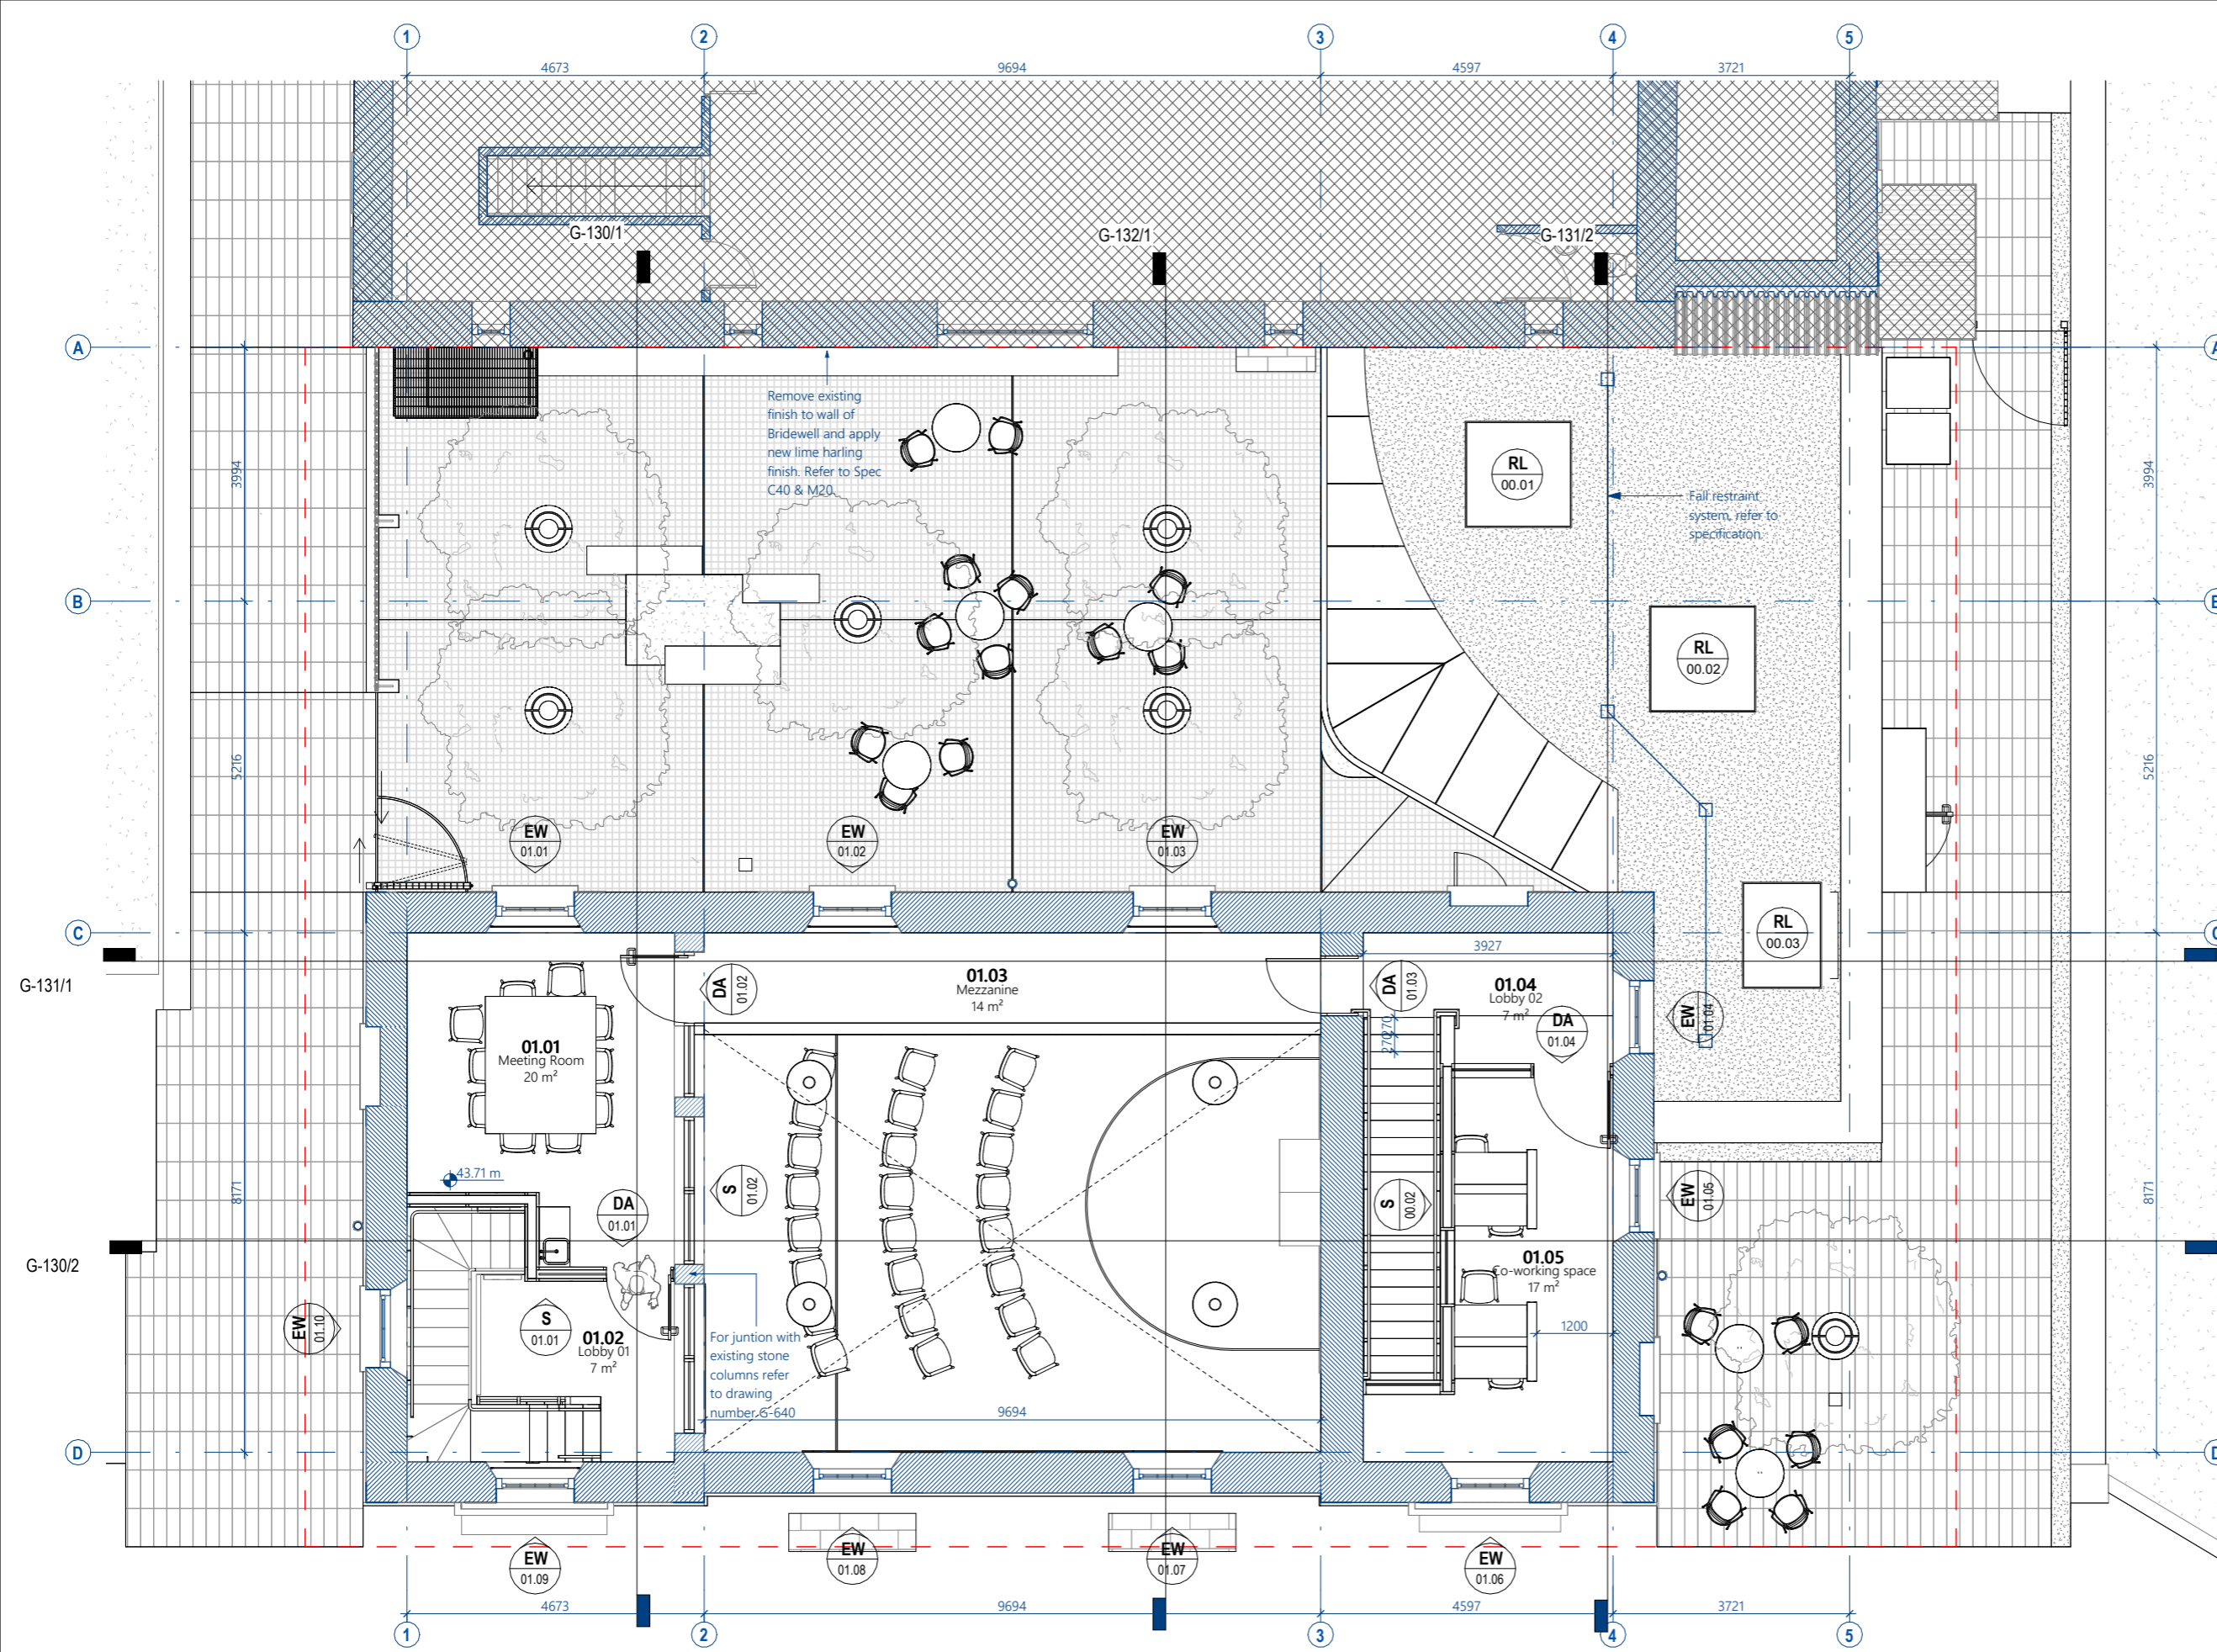 1
2
3
4
5
4673
9694
4597
3721
G-130/1
G-132/1
G-131/2
A
A
Remove existing
finish to wall of
Bridewell and apply
new lime harling
finish. Refer to Spec
C40 & M20
3994
3994
RL
00.01
Fall restraint
system, refer to
specification
B
B
RL
00.02
5216
5216
EW
01.01
EW
01.02
EW
01.03
C
C
RL
00.03
G-131/1
3927
DA
01.02
01.03
Mezzanine
14 m²
DA
01.03
01.04
Lobby 02
7 m²
DA
01.04
EW
01.04
270
270
01.01
Meeting Room
20 m²
43.71 m
8171
8171
DA
01.01
S
01.02
S
00.02
EW
01.05
G-130/2
01.05
Co-working space
17 m²
EW
01.10
S
01.01
01.02
Lobby 01
7 m²
For juntion with
existing stone
columns refer
to drawing
number G-640
1200
9694
D
D
EW
01.09
EW
01.08
EW
01.07
EW
01.06
4673
9694
4597
3721
1
2
3
4
5